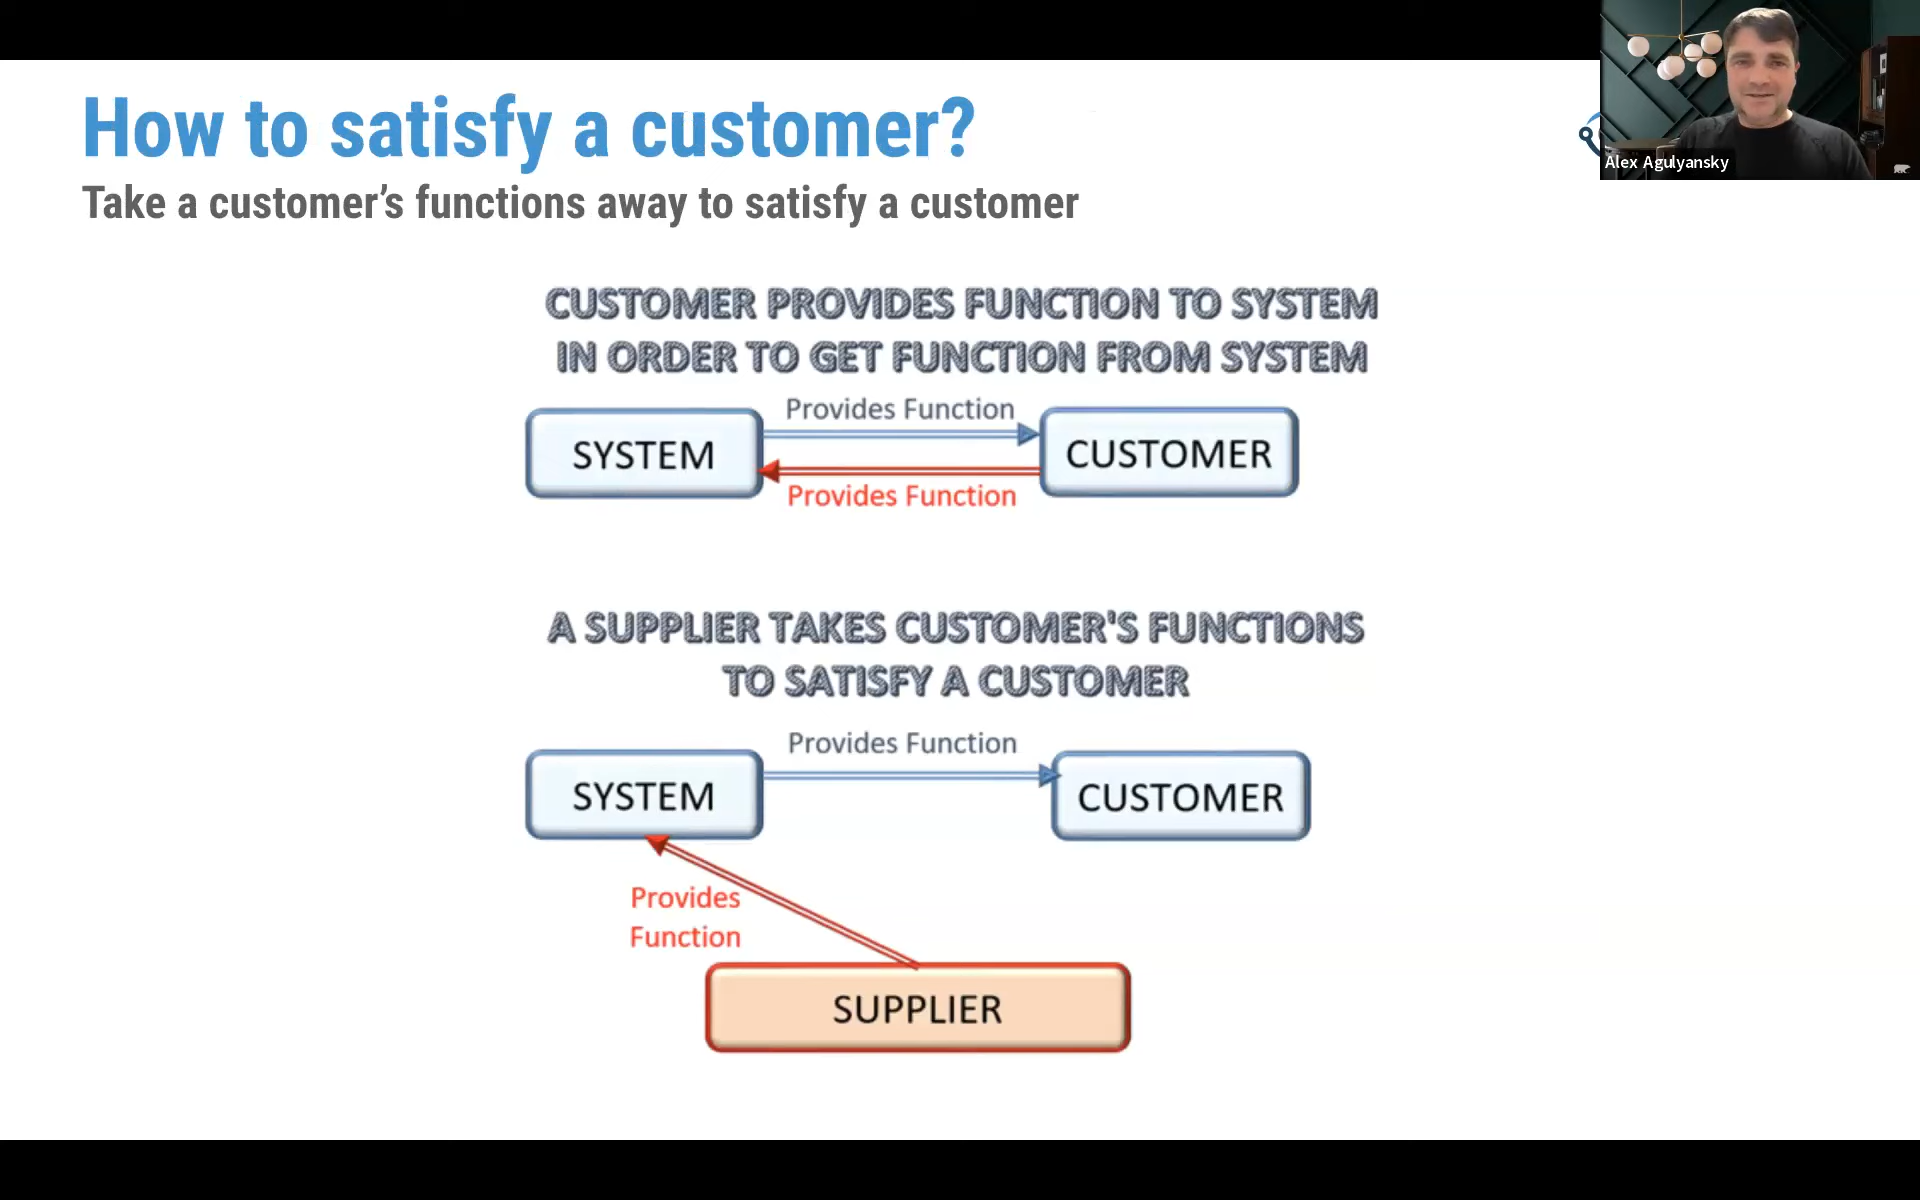 How to satisfy a customer?
Take a customer's functions away to satisfy a customer
Alex Agulyansky
CUSTOMER PROVIDES FUNCTION TO SYSTEM
IN ORDER TO GET FUNCTION FROM SYSTEM
Provides Function
SYSTEM
CUSTOMER
Provides Function
A SUPPLIER TAKES CUSTOMER'S FUNCTIONS
TO SATISFY A CUSTOMER
Provides Function
SYSTEM
CUSTOMER
Provides
Function
SUPPLIER